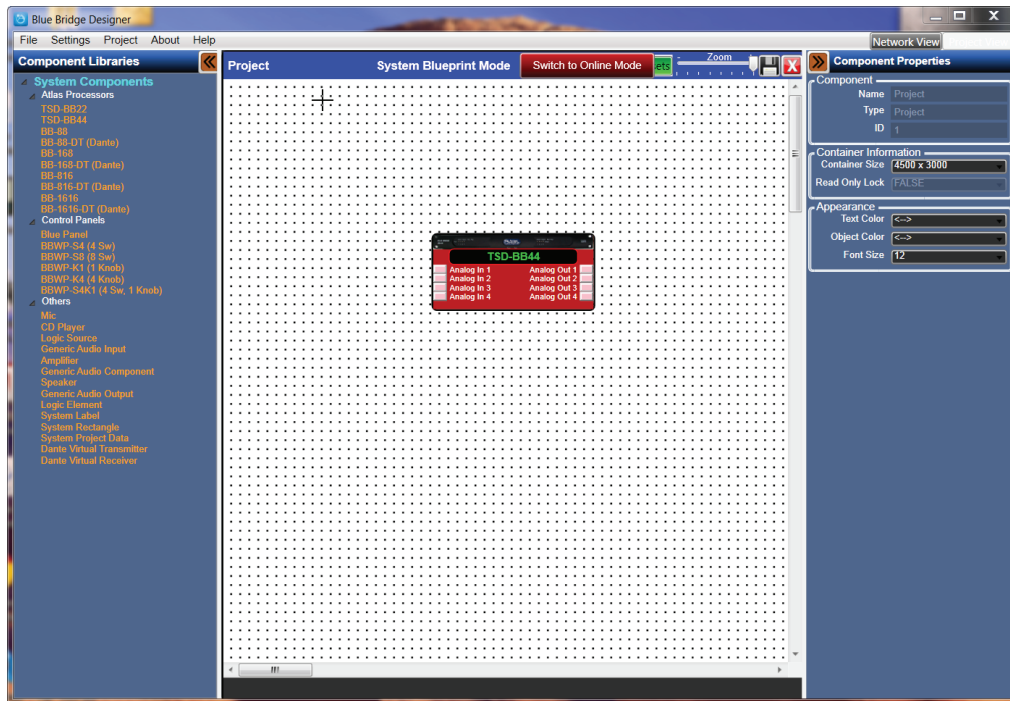 Blue Bridge Designer
X
File Settings Project About Help
Network View
Component Libraries
Project System Blueprint Mode Switch to Online Mode ets - Zoom X
Component Properties
System Components
Atlas Processors
TSD-BB22
TSD-BB44
BB-88
BB-88-DT (Dante)
BB-168
BB-168-DT (Dante)
BB-816
BB-816-DT (Dante)
BB-1616
BB-1616-DT (Dante)
Control Panels
Blue Panel
BBWP-S4 (4 Sw)
BBWP-S8 (8 Sw)
BBWP-K1 (1 Knob)
BBWP-K4 (4 Knob)
BBWP-S4K1 (4 Sw, 1 Knob)
Others
Mic
CD Player
Logic Source
Generic Audio Input
Amplifier
Generic Audio Component
Speaker
Generic Audio Output
Logic Element
System Label
System Rectangle
System Project Data
Dante Virtual Transmitter
Dante Virtual Receiver
TSD-BB44
Analog In 1 Analog Out 1
Analog In 2 Analog Out 2
Analog In 3 Analog Out 3
Analog In 4 Analog Out 4
Component
Name Project
Type Project
ID 1
Container Information
Container Size 4500 x 3000
Read Only Lock FALSE
Appearance
Text Color <-->
Object Color <-->
Font Size 12